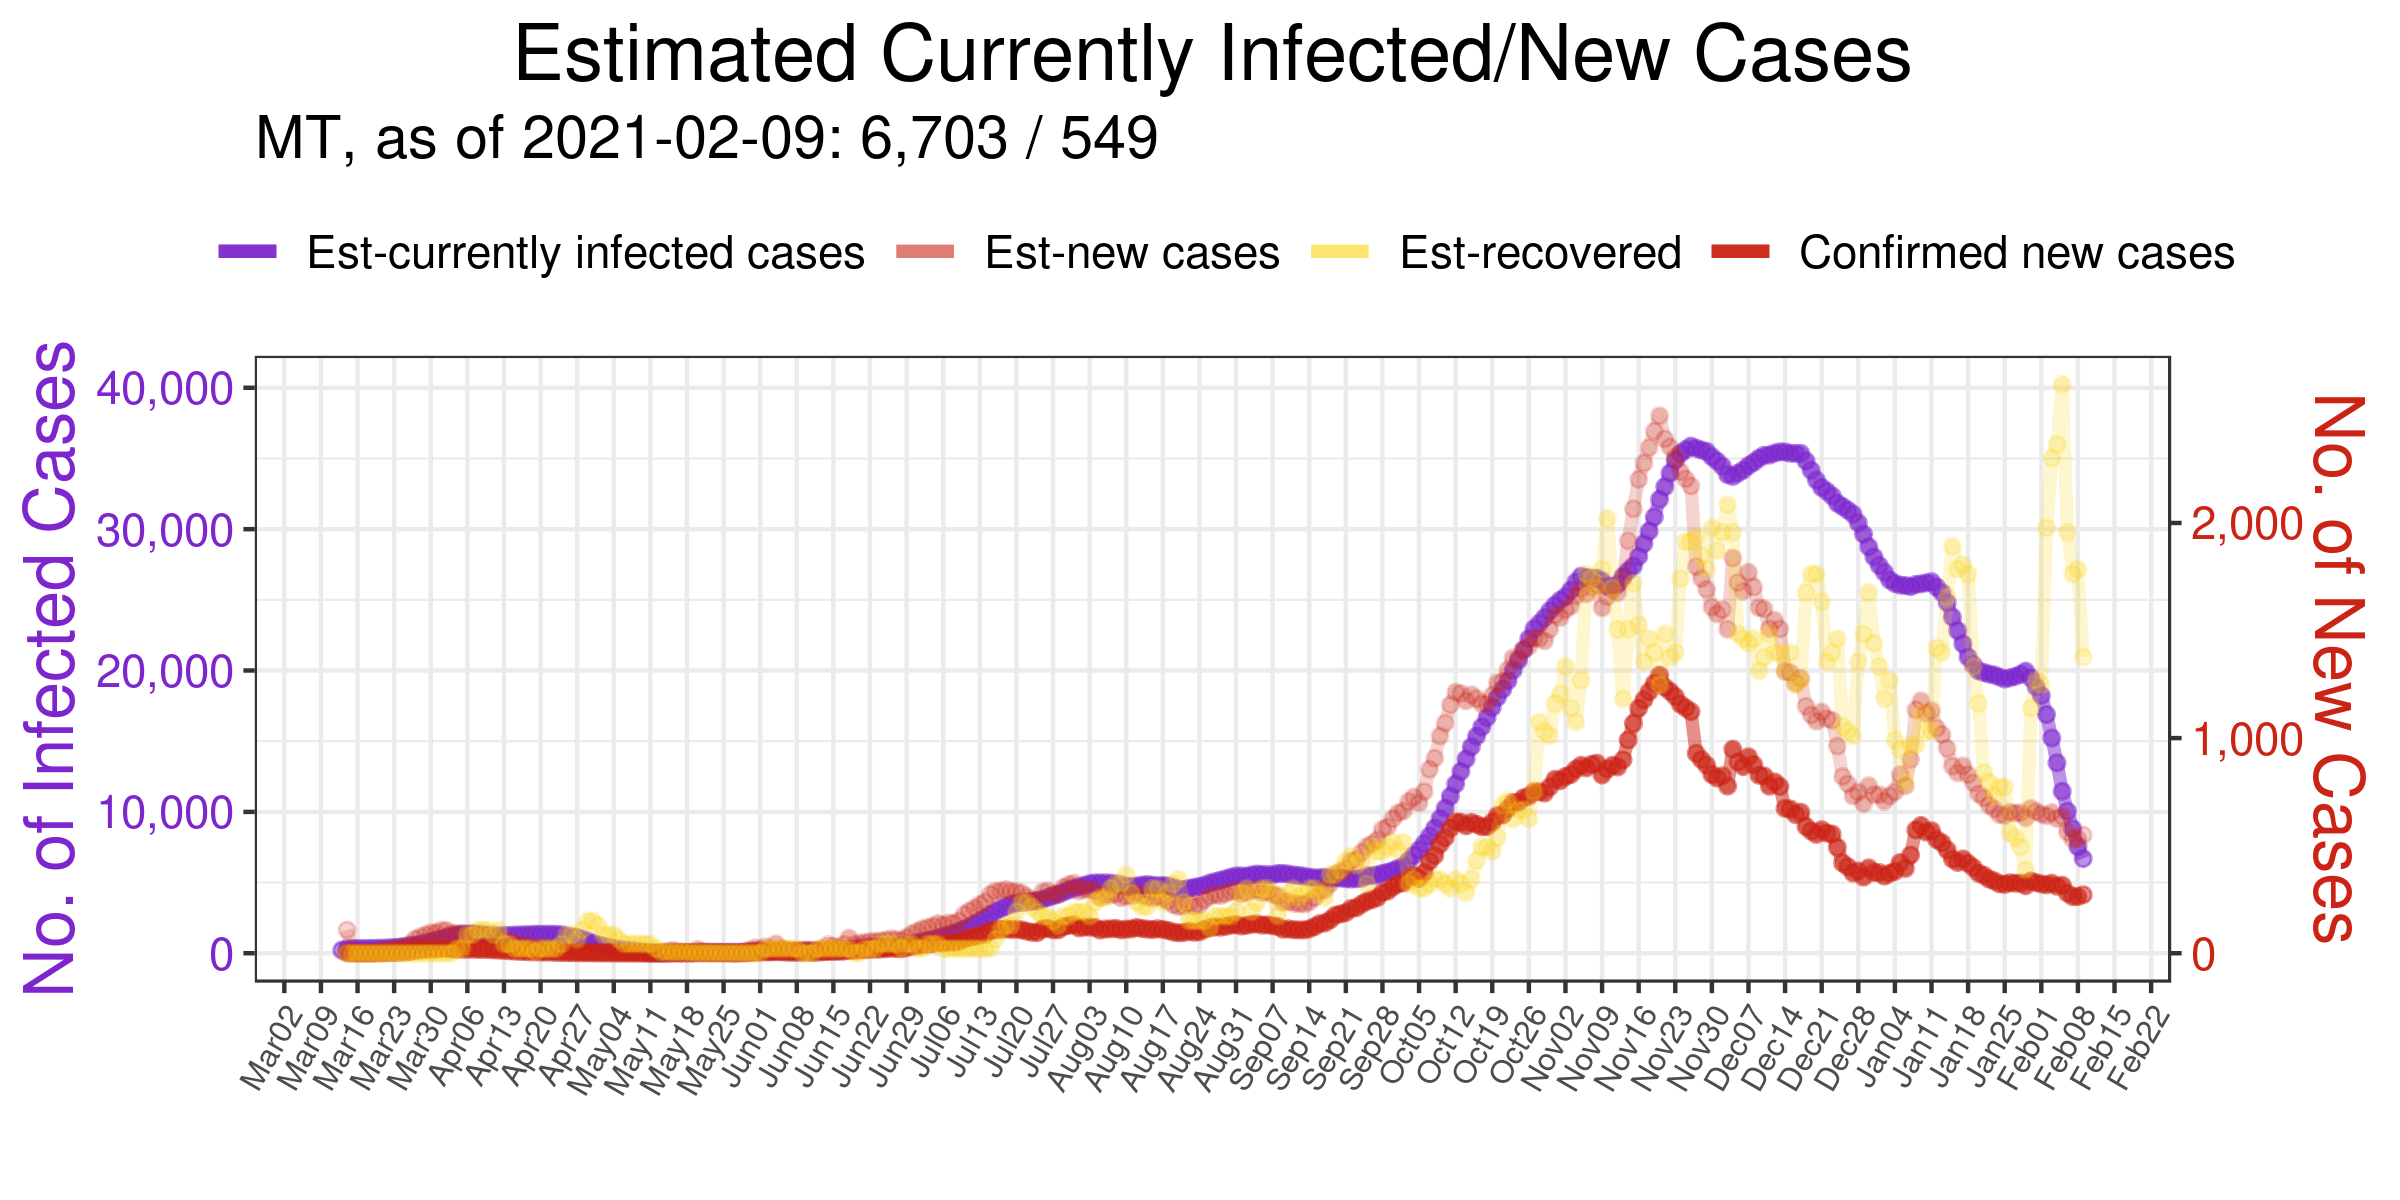 Estimated Currently Infected/New Cases
MT, as of 2021-02-09: 6,703 / 549
Est-currently infected cases Est-new cases Est-recovered Confirmed new cases
No. of Infected Cases
40,000
30,000
20,000
10,000
0
2,000
1,000
0
No. of New Cases
Mar02 Mar09 Mar16 Mar23 Mar30 Apr06 Apr13 Apr20 Apr27 May04 May11 May18 May25 Jun01 Jun08 Jun15 Jun22 Jun29 Jul06 Jul13 Jul20 Jul27 Aug03 Aug10 Aug17 Aug24 Aug31 Sep07 Sep14 Sep21 Sep28 Oct05 Oct12 Oct19 Oct26 Nov02 Nov09 Nov16 Nov23 Nov30 Dec07 Dec14 Dec21 Dec28 Jan04 Jan11 Jan18 Jan25 Feb01 Feb08 Feb15 Feb22